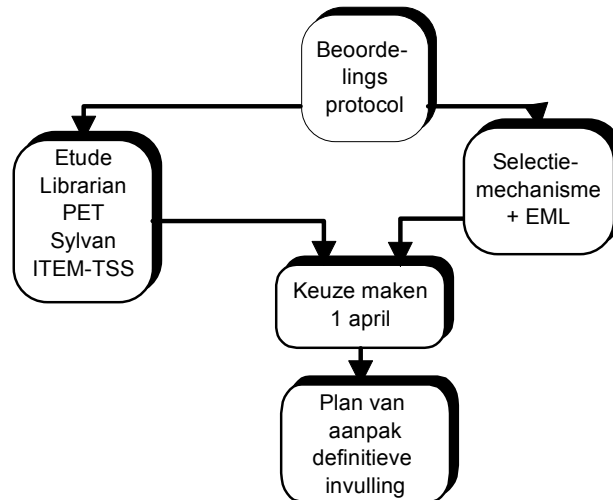 Beoorde-
lings
protocol
Etude
Librarian
PET
Sylvan
ITEM-TSS
Selectie-
mechanisme
+ EML
Keuze maken
1 april
Plan van
aanpak
definitieve
invulling